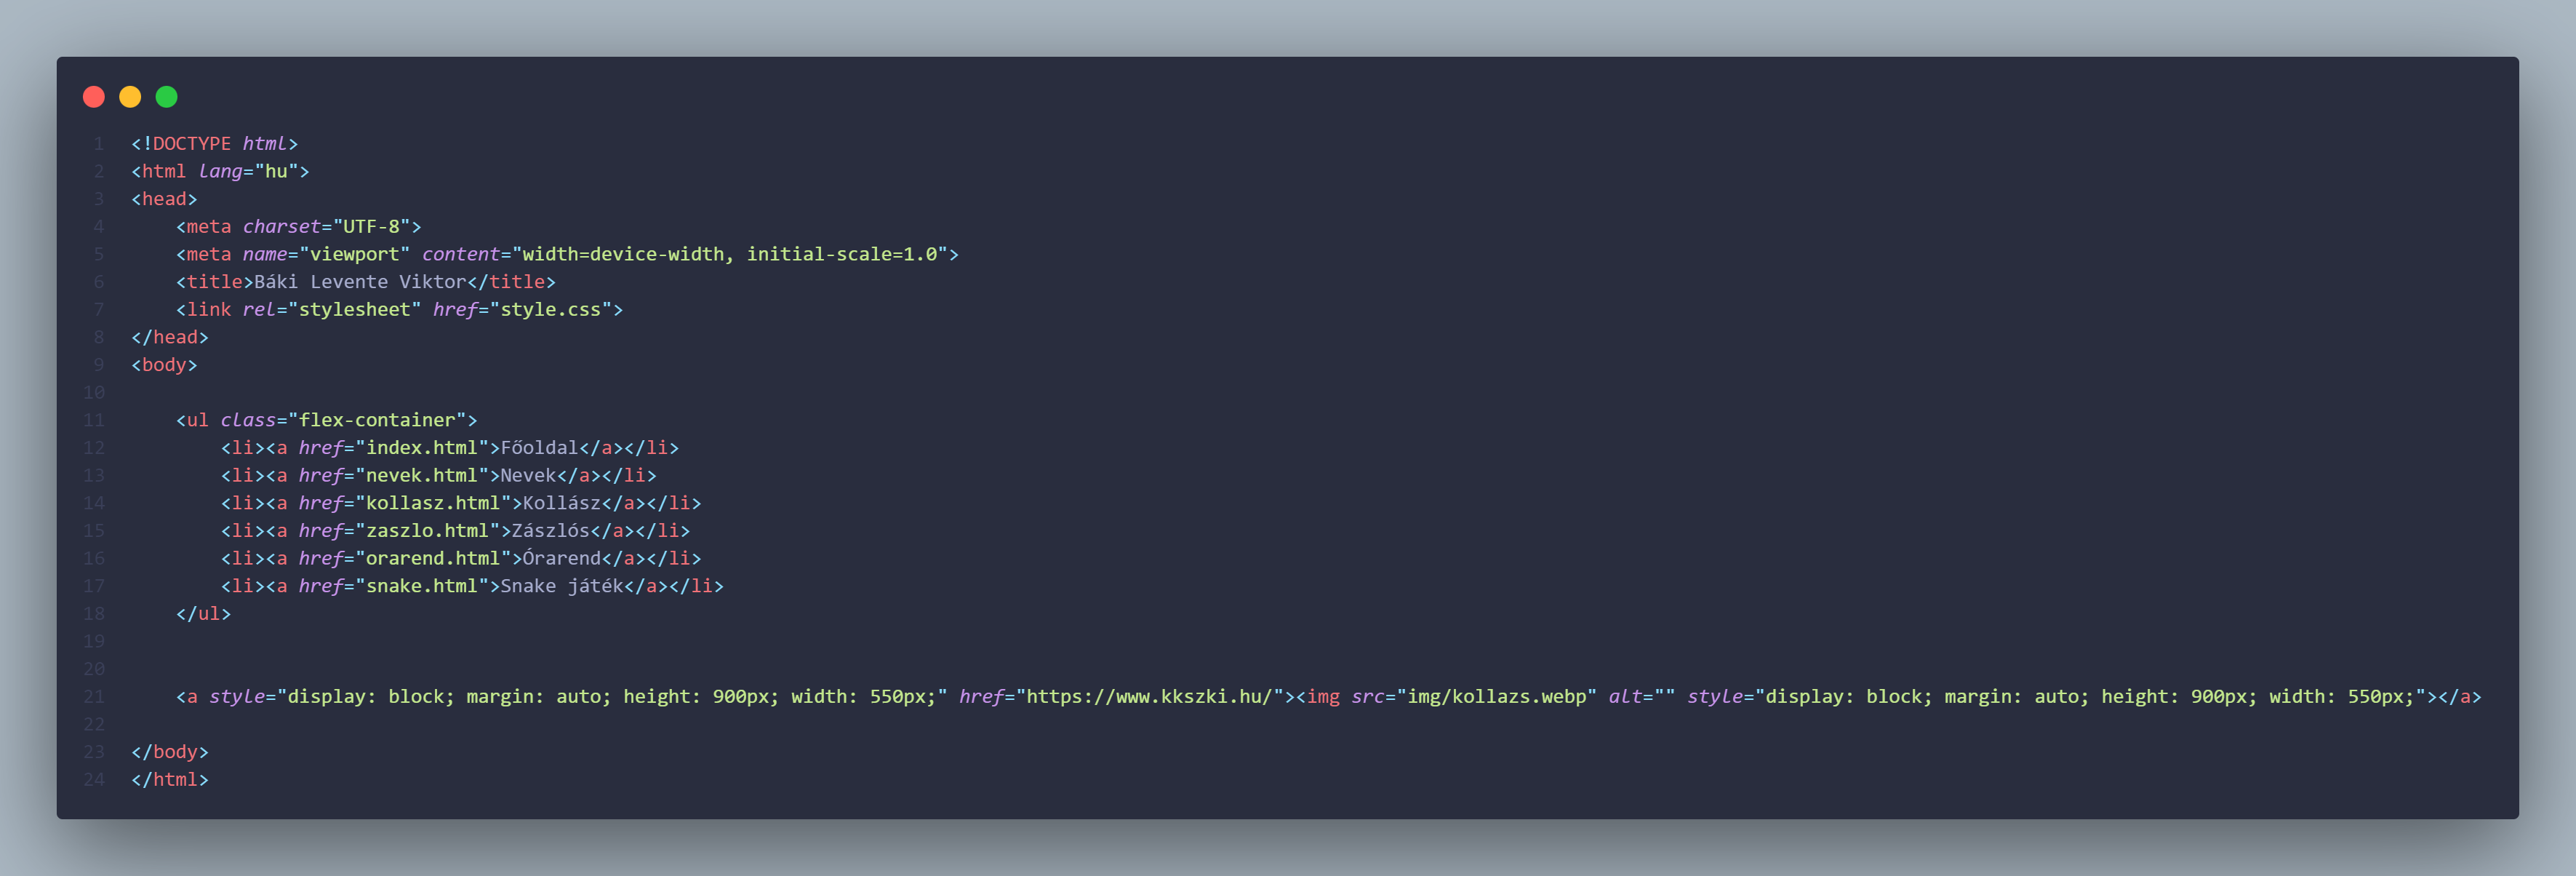 1 <!DOCTYPE html>
2 <html lang="hu">
3 <head>
4     <meta charset="UTF-8">
5     <meta name="viewport" content="width=device-width, initial-scale=1.0">
6     <title>Báki Levente Viktor</title>
7     <link rel="stylesheet" href="style.css">
8 </head>
9 <body>
10
11     <ul class="flex-container">
12         <li><a href="index.html">Főoldal</a></li>
13         <li><a href="nevek.html">Nevek</a></li>
14         <li><a href="kollasz.html">Kollász</a></li>
15         <li><a href="zaszlo.html">Zászlós</a></li>
16         <li><a href="orarend.html">Órarend</a></li>
17         <li><a href="snake.html">Snake játék</a></li>
18     </ul>
19
20
21     <a style="display: block; margin: auto; height: 900px; width: 550px;" href="https://www.kkszki.hu/"><img src="img/kollazs.webp" alt="" style="display: block; margin: auto; height: 900px; width: 550px;"></a>
22
23 </body>
24 </html>